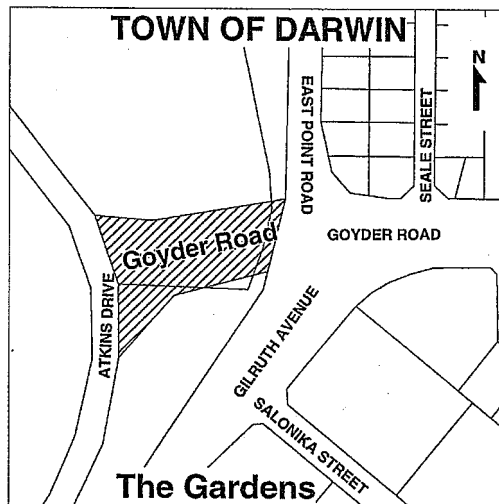 TOWN OF DARWIN
N
EAST POINT ROAD
SEALE STREET
Goyder Road
GOYDER ROAD
ATKINS DRIVE
GILRUTH AVENUE
SALONIKA STREET
The Gardens